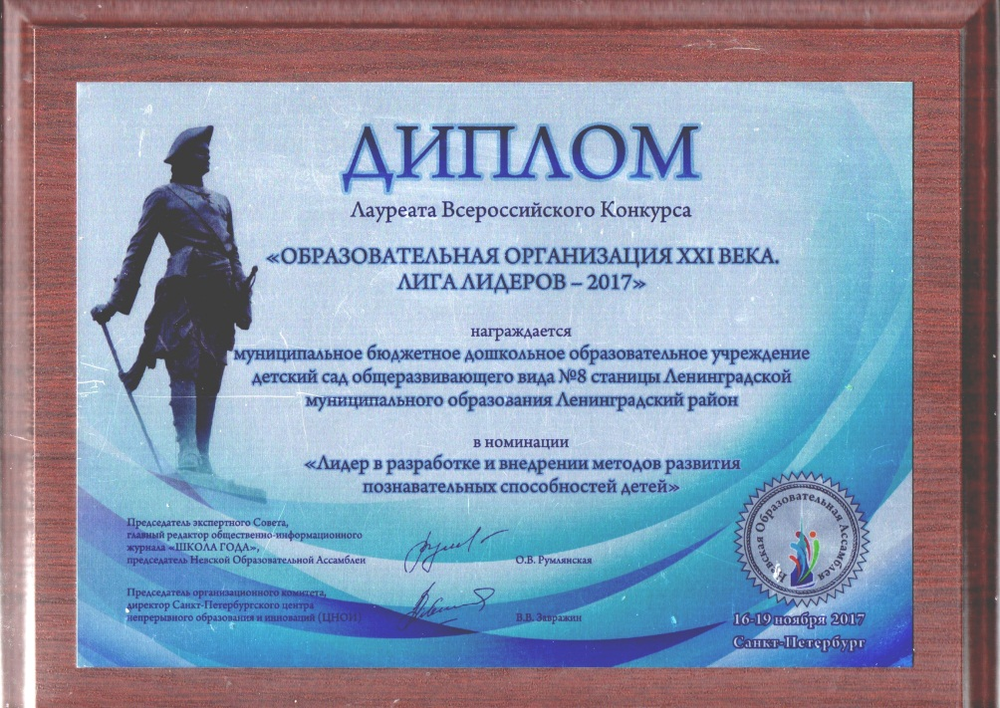 ДИПЛОМ
Лауреата Всероссийского Конкурса
«ОБРАЗОВАТЕЛЬНАЯ ОРГАНИЗАЦИЯ XXI ВЕКА.
ЛИГА ЛИДЕРОВ – 2017»
награждается
муниципальное бюджетное дошкольное образовательное учреждение
детский сад общеразвивающего вида №8 станицы Ленинградской
муниципального образования Ленинградский район
в номинации
«Лидер в разработке и внедрении методов развития
познавательных способностей детей»
Председатель экспертного Совета,
главный редактор общественно-информационного
журнала «ШКОЛА ГОДА»,
председатель Невской Образовательной Ассамблеи
О.В. Румлянская
Председатель организационного комитета,
директор Санкт-Петербургского центра
непрерывного образования и инноваций (ЦНОИ)
В.В. Завражин
Невская Образовательная Ассамблея
16-19 ноября 2017
Санкт-Петербург